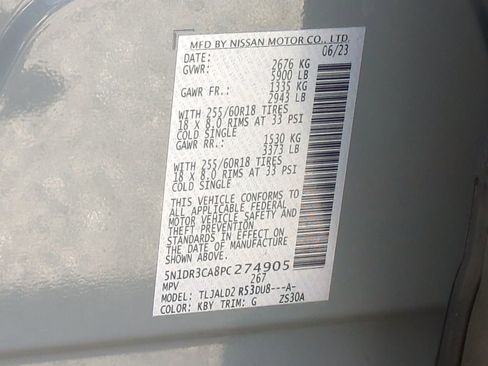 MFD BY NISSAN MOTOR CO., LTD.
DATE: 06/23
GVWR: 2676 KG
5900 LB
GAWR FR.: 1335 KG
2943 LB
WITH 255/60R18 TIRES
18 X 8.0 RIMS AT 33 PSI
COLD SINGLE
GAWR RR.: 1530 KG
3373 LB
WITH 255/60R18 TIRES
18 X 8.0 RIMS AT 33 PSI
COLD SINGLE
THIS VEHICLE CONFORMS TO
ALL APPLICABLE FEDERAL
MOTOR VEHICLE SAFETY AND
THEFT PREVENTION
STANDARDS IN EFFECT ON
THE DATE OF MANUFACTURE
SHOWN ABOVE.
5N1DR3CA8PC274905
MPV 267
MODEL: TLJALD2 R53DU8---A-
COLOR: KBY TRIM: G ZS30A